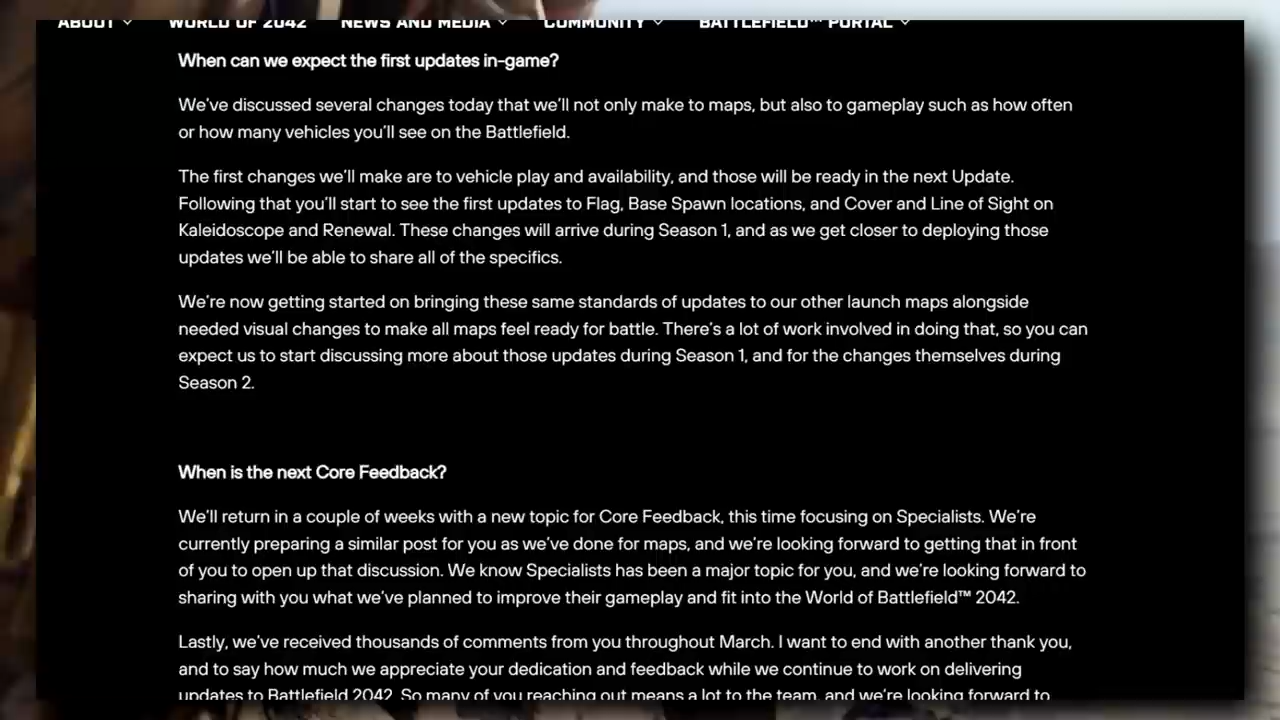 ABOUT WORLD OF 2042 NEWS AND MEDIA COMMUNITY BATTLEFIELD™ PORTAL
When can we expect the first updates in-game?
We've discussed several changes today that we'll not only make to maps, but also to gameplay such as how often
or how many vehicles you'll see on the Battlefield.
The first changes we'll make are to vehicle play and availability, and those will be ready in the next Update.
Following that you'll start to see the first updates to Flag, Base Spawn locations, and Cover and Line of Sight on
Kaleidoscope and Renewal. These changes will arrive during Season 1, and as we get closer to deploying those
updates we'll be able to share all of the specifics.
We're now getting started on bringing these same standards of updates to our other launch maps alongside
needed visual changes to make all maps feel ready for battle. There's a lot of work involved in doing that, so you can
expect us to start discussing more about those updates during Season 1, and for the changes themselves during
Season 2.
When is the next Core Feedback?
We'll return in a couple of weeks with a new topic for Core Feedback, this time focusing on Specialists. We're
currently preparing a similar post for you as we've done for maps, and we're looking forward to getting that in front
of you to open up that discussion. We know Specialists has been a major topic for you, and we're looking forward to
sharing with you what we've planned to improve their gameplay and fit into the World of Battlefield™ 2042.
Lastly, we've received thousands of comments from you throughout March. I want to end with another thank you,
and to say how much we appreciate your dedication and feedback while we continue to work on delivering
updates to Battlefield 2042. So many of you reaching out means a lot to the team, and we're looking forward to